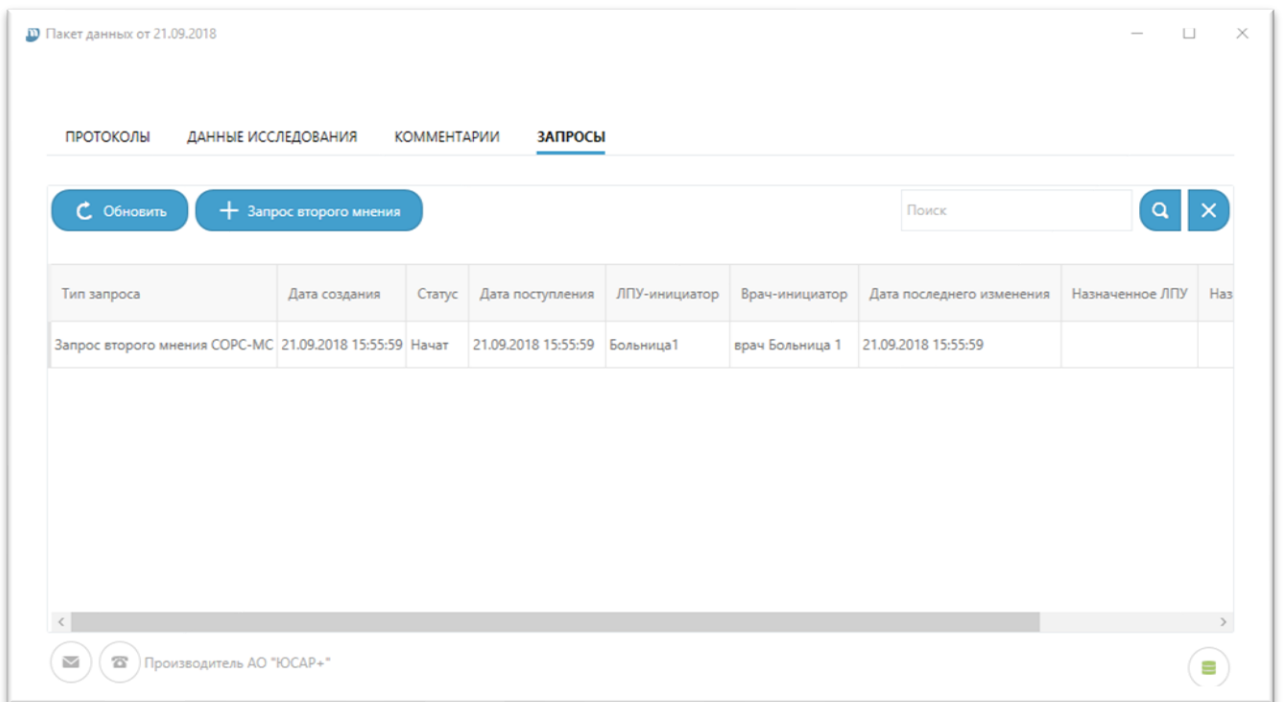 Пакет данных от 21.09.2018
ПРОТОКОЛЫ ДАННЫЕ ИССЛЕДОВАНИЯ КОММЕНТАРИИ ЗАПРОСЫ
Обновить Запрос второго мнения Поиск
Тип запроса Дата создания Статус Дата поступления ЛПУ-инициатор Врач-инициатор Дата последнего изменения Назначенное ЛПУ Наз
Запрос второго мнения СОРС-МС 21.09.2018 15:55:59 Начат 21.09.2018 15:55:59 Больница1 врач Больница 1 21.09.2018 15:55:59
Производитель АО "ЮСАР+"